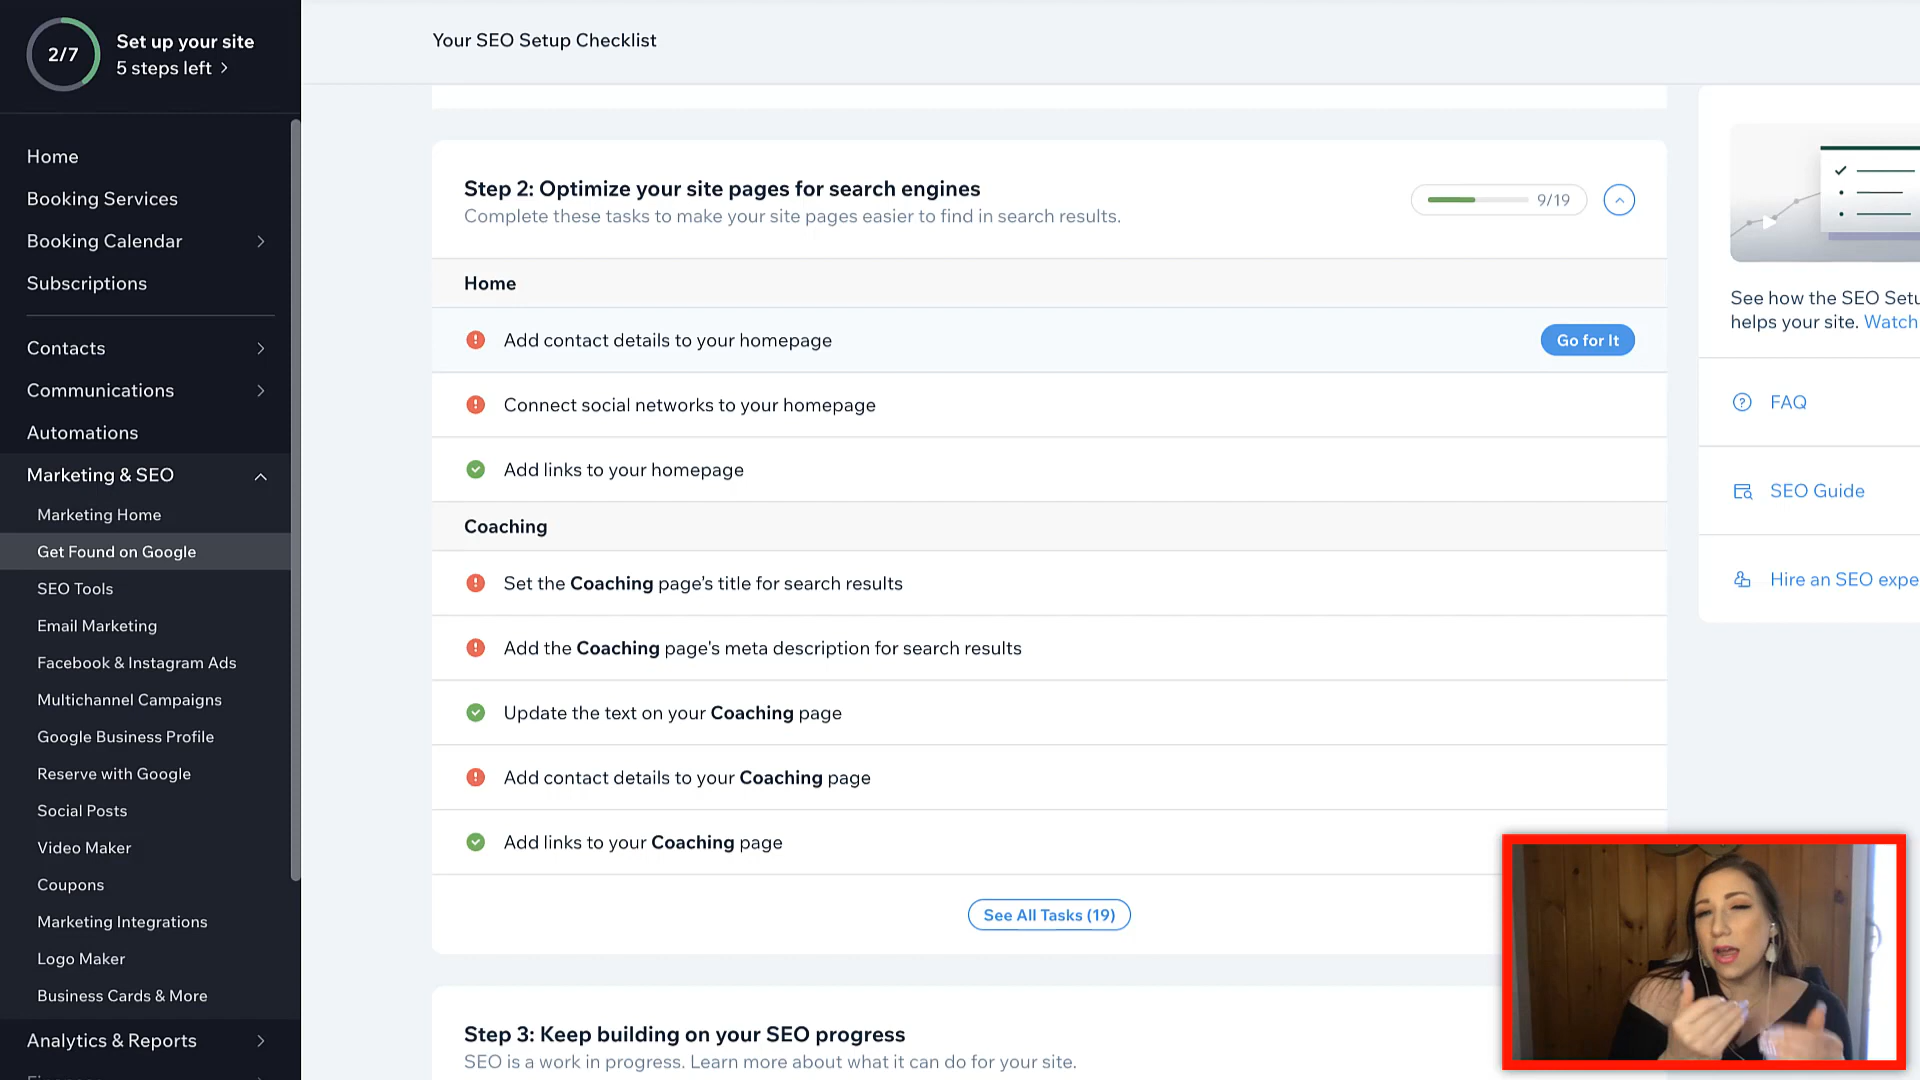 2/7
Set up your site
5 steps left
Home
Booking Services
Booking Calendar
Subscriptions
Contacts
Communications
Automations
Marketing & SEO
Marketing Home
Get Found on Google
SEO Tools
Email Marketing
Facebook & Instagram Ads
Multichannel Campaigns
Google Business Profile
Reserve with Google
Social Posts
Video Maker
Coupons
Marketing Integrations
Logo Maker
Business Cards & More
Analytics & Reports
Your SEO Setup Checklist
Step 2: Optimize your site pages for search engines
Complete these tasks to make your site pages easier to find in search results.
9/19
Home
Add contact details to your homepage
Go for It
Connect social networks to your homepage
Add links to your homepage
Coaching
Set the Coaching page's title for search results
Add the Coaching page's meta description for search results
Update the text on your Coaching page
Add contact details to your Coaching page
Add links to your Coaching page
See All Tasks (19)
Step 3: Keep building on your SEO progress
SEO is a work in progress. Learn more about what it can do for your site.
See how the SEO Setu
helps your site. Watch
FAQ
SEO Guide
Hire an SEO expe